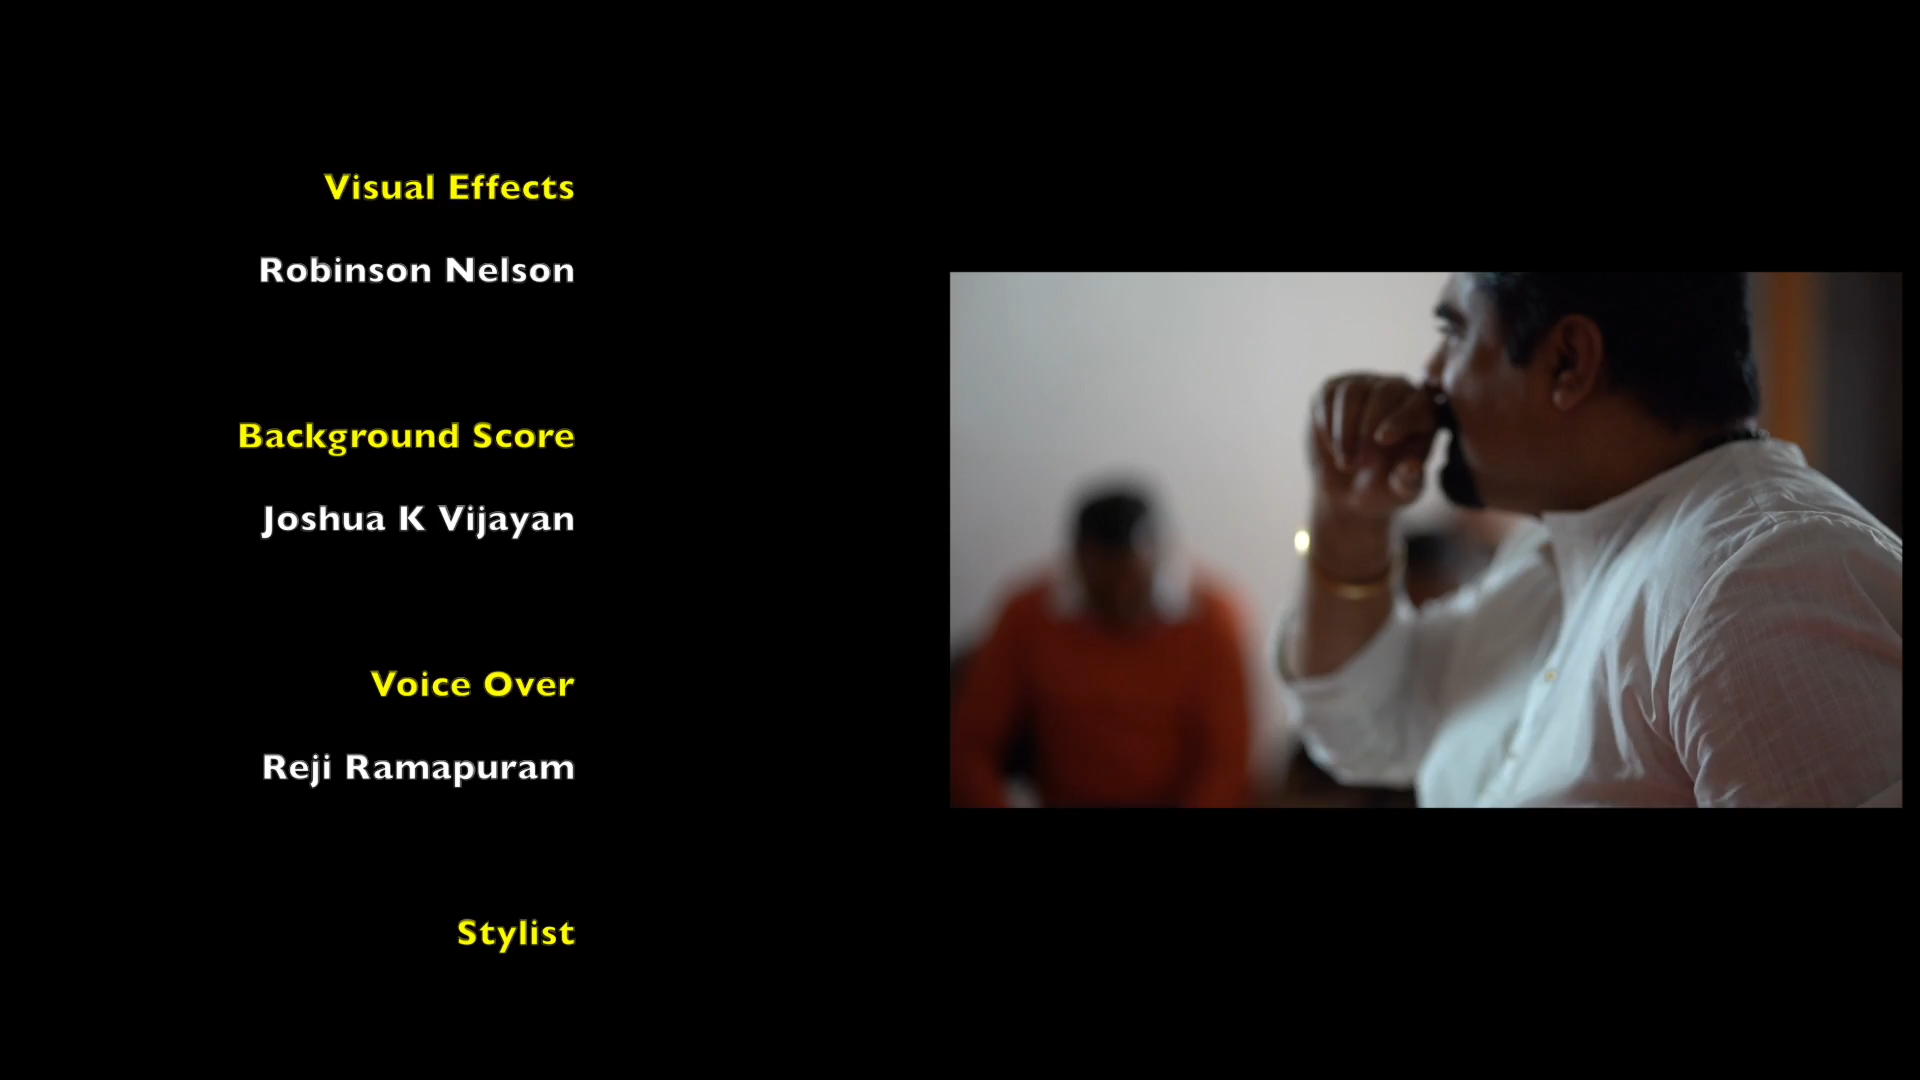 Visual Effects
Robinson Nelson
Background Score
Joshua K Vijayan
Voice Over
Reji Ramapuram
Stylist